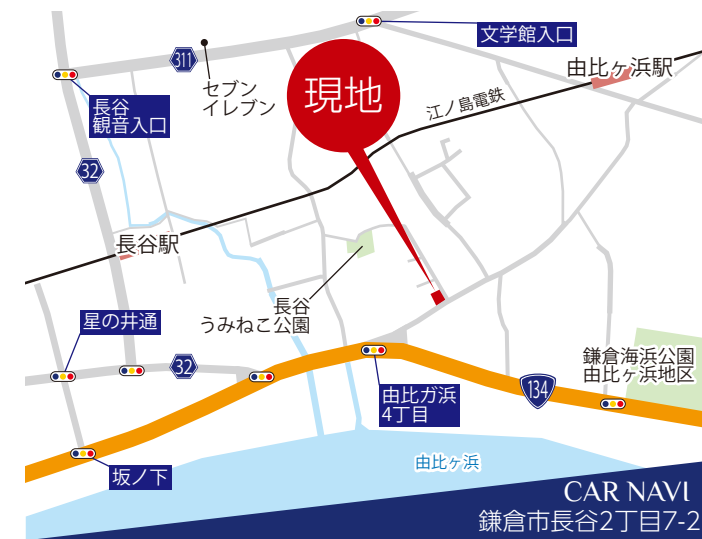 文学館入口
311
セブン
イレブン
現地
由比ヶ浜駅
江ノ島電鉄
長谷
観音入口
32
長谷駅
長谷
うみねこ公園
星の井通
32
鎌倉海浜公園
由比ヶ浜地区
134
由比ガ浜
4丁目
坂ノ下
由比ヶ浜
CAR NAVI
鎌倉市長谷2丁目7-2